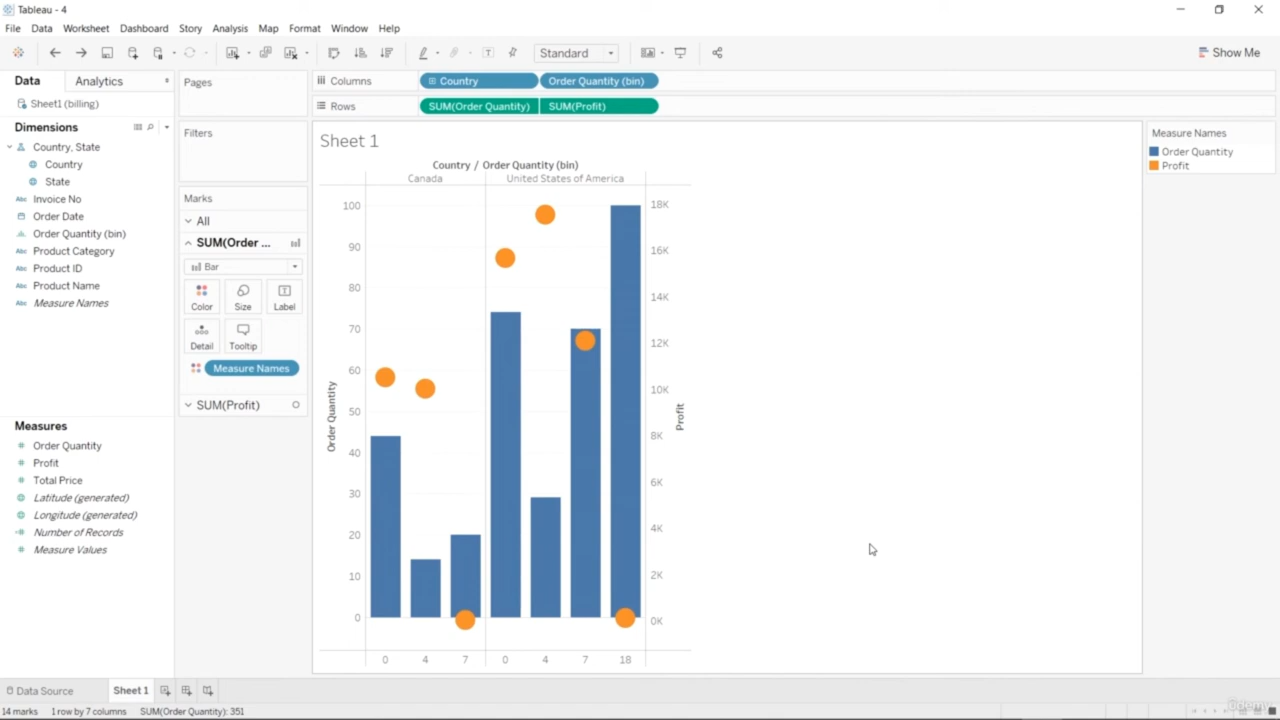 Tableau - 4
File Data Worksheet Dashboard Story Analysis Map Format Window Help
Standard
Show Me
Data Analytics
Sheet1 (billing)
Dimensions
Country, State
Country
State
Abc Invoice No
Order Date
Order Quantity (bin)
Abc Product Category
Abc Product ID
Abc Product Name
Abc Measure Names
Measures
Order Quantity
Profit
Total Price
Latitude (generated)
Longitude (generated)
Number of Records
Measure Values
Pages
Filters
Marks
All
SUM(Order ...
Bar
Color Size Label
Detail Tooltip
Measure Names
SUM(Profit)
Columns Country Order Quantity (bin)
Rows SUM(Order Quantity) SUM(Profit)
Sheet 1
Country / Order Quantity (bin)
Canada United States of America
Order Quantity
100
90
80
70
60
50
40
30
20
10
0
18K
16K
14K
12K
10K
8K
6K
4K
2K
0K
Profit
0 4 7 0 4 7 18
Measure Names
Order Quantity
Profit
Data Source Sheet 1
14 marks 1 row by 7 columns SUM(Order Quantity): 351
Udemy